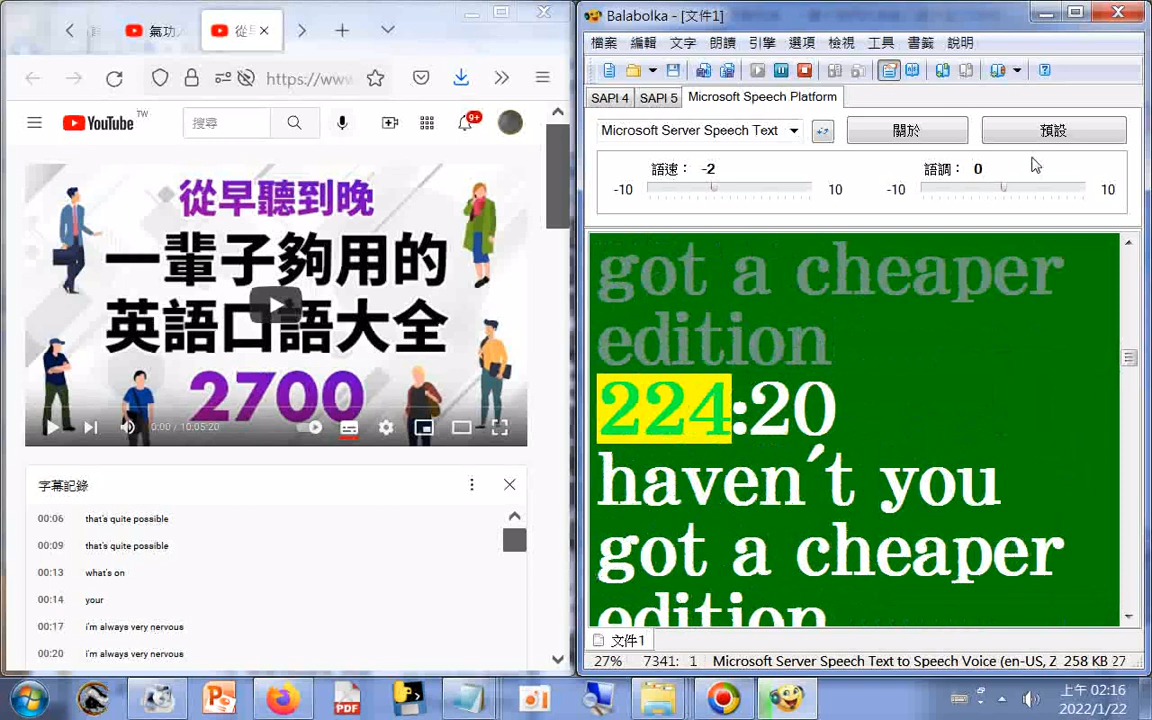 氣功
從
https://www
YouTube TW
搜尋
9+
從早聽到晚
一輩子夠用的
英語口語大全
2700
0:00 / 10:05:20
字幕記錄
00:06 that's quite possible
00:09 that's quite possible
00:13 what's on
00:14 your
00:17 i'm always very nervous
00:20 i'm always very nervous
Balabolka - [文件1]
檔案 編輯 文字 朗讀 引擎 選項 檢視 工具 書籤 說明
SAPI 4 SAPI 5 Microsoft Speech Platform
Microsoft Server Speech Text 關於 預設
語速： -2 語調： 0
-10 10 -10 10
got a cheaper
edition
224:20
haven't you
got a cheaper
edition
文件1
27% 7341: 1 Microsoft Server Speech Text to Speech Voice (en-US, Z 258 KB 27
PDF
上午 02:16
2022/1/22